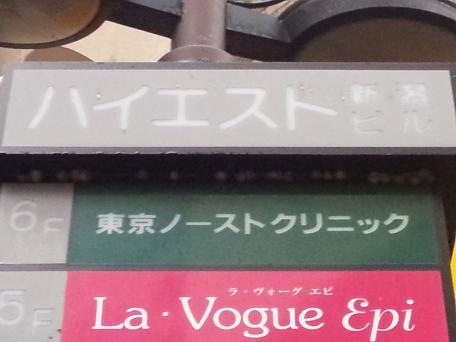 ハイエスト 新潟ビル
6F 東京ノーストクリニック
ラ・ヴォーグ エピ
5F La・Vogue Epi